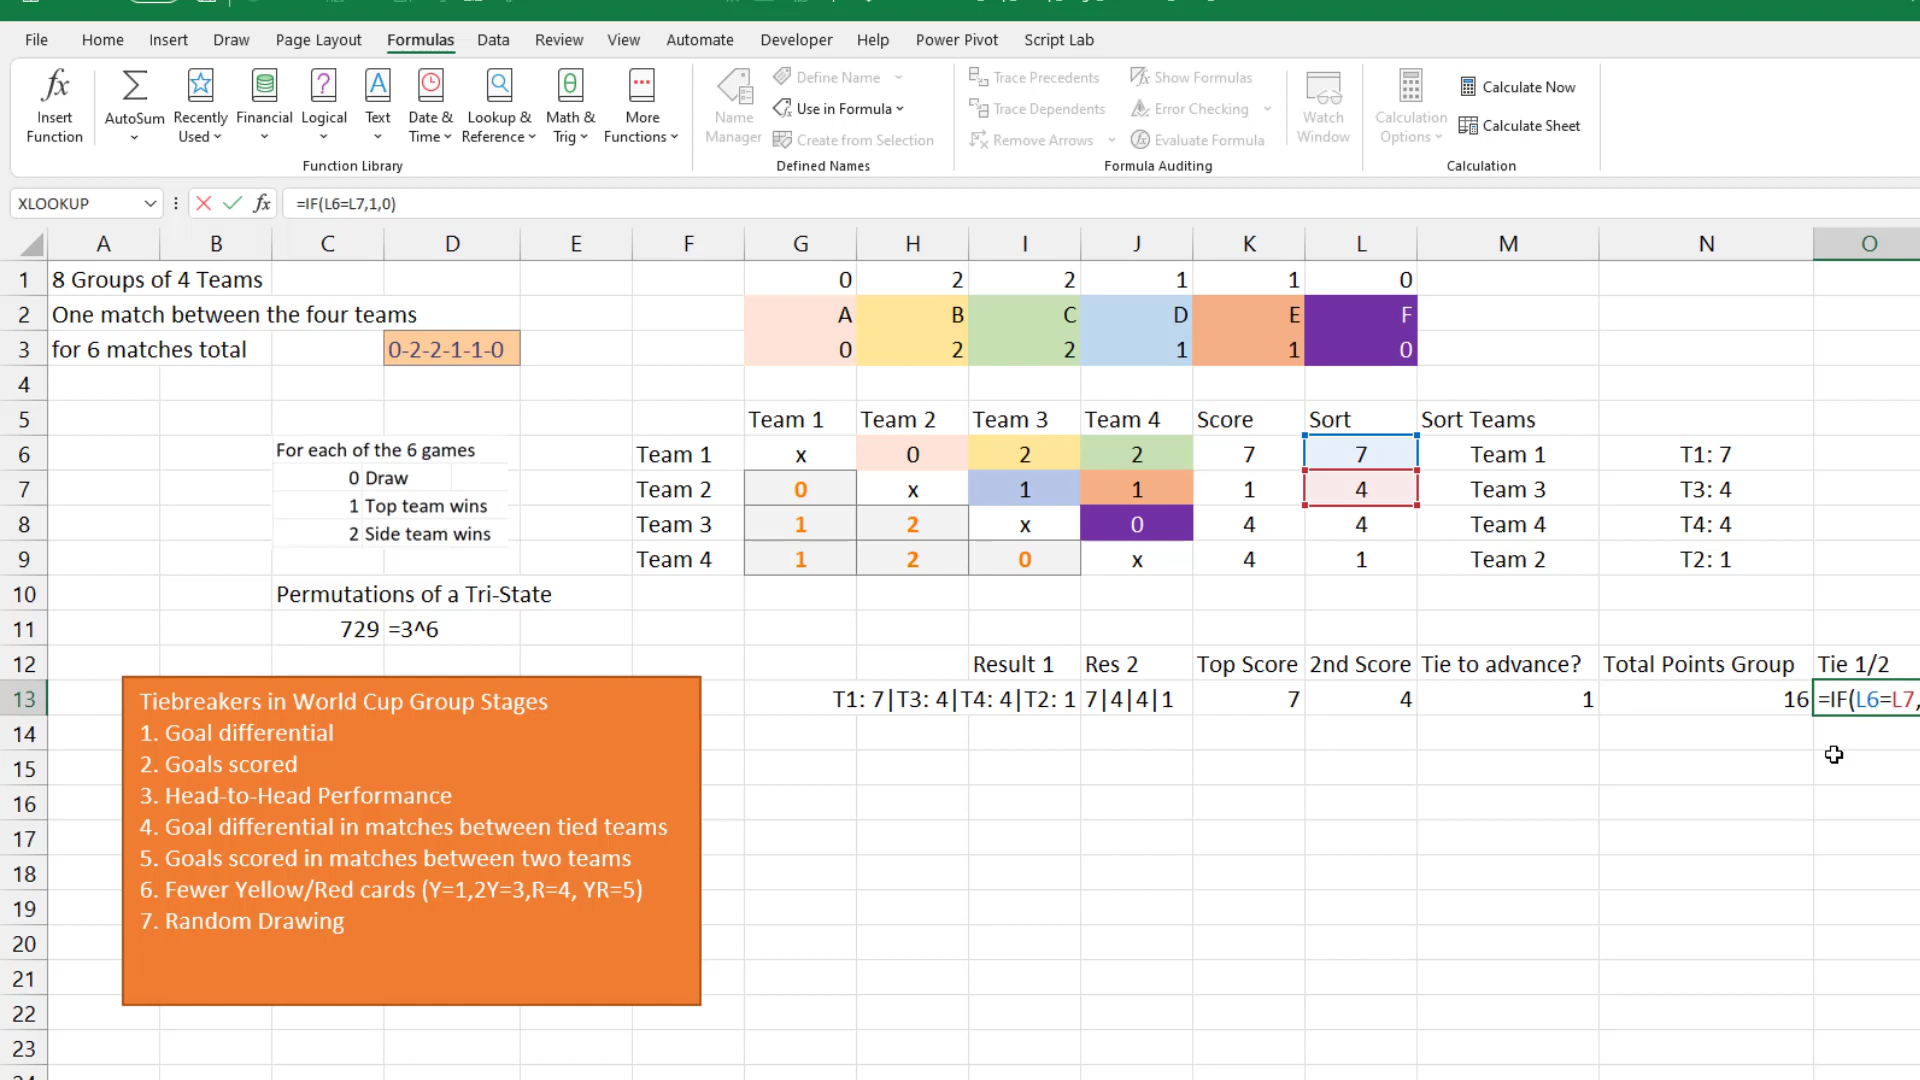 File Home Insert Draw Page Layout Formulas Data Review View Automate Developer Help Power Pivot Script Lab
Insert Function
AutoSum
Recently Used
Financial
Logical
Text
Date & Time
Lookup & Reference
Math & Trig
More Functions
Function Library
Name Manager
Define Name
Use in Formula
Create from Selection
Defined Names
Trace Precedents
Trace Dependents
Remove Arrows
Show Formulas
Error Checking
Evaluate Formula
Formula Auditing
Watch Window
Calculation Options
Calculate Now
Calculate Sheet
Calculation
XLOOKUP fx =IF(L6=L7,1,0)
A B C D E F G H I J K L M N O
1 8 Groups of 4 Teams 0 2 2 1 1 0
2 One match between the four teams A B C D E F
3 for 6 matches total 0-2-2-1-1-0 0 2 2 1 1 0
4
5 Team 1 Team 2 Team 3 Team 4 Score Sort Sort Teams
6 For each of the 6 games Team 1 x 0 2 2 7 7 Team 1 T1: 7
7 0 Draw Team 2 0 x 1 1 1 4 Team 3 T3: 4
8 1 Top team wins Team 3 1 2 x 0 4 4 Team 4 T4: 4
9 2 Side team wins Team 4 1 2 0 x 4 1 Team 2 T2: 1
10 Permutations of a Tri-State
11 729 =3^6
12 Result 1 Res 2 Top Score 2nd Score Tie to advance? Total Points Group Tie 1/2
13 T1: 7|T3: 4|T4: 4|T2: 1 7|4|4|1 7 4 1 16 =IF(L6=L7,
14
15
16
17
18
19
20
21
22
23
Tiebreakers in World Cup Group Stages
1. Goal differential
2. Goals scored
3. Head-to-Head Performance
4. Goal differential in matches between tied teams
5. Goals scored in matches between two teams
6. Fewer Yellow/Red cards (Y=1,2Y=3,R=4, YR=5)
7. Random Drawing